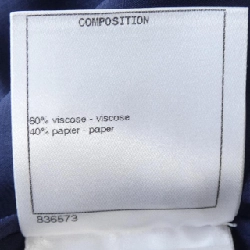 COMPOSITION
60% viscose - viscose
40% papier - paper
836573